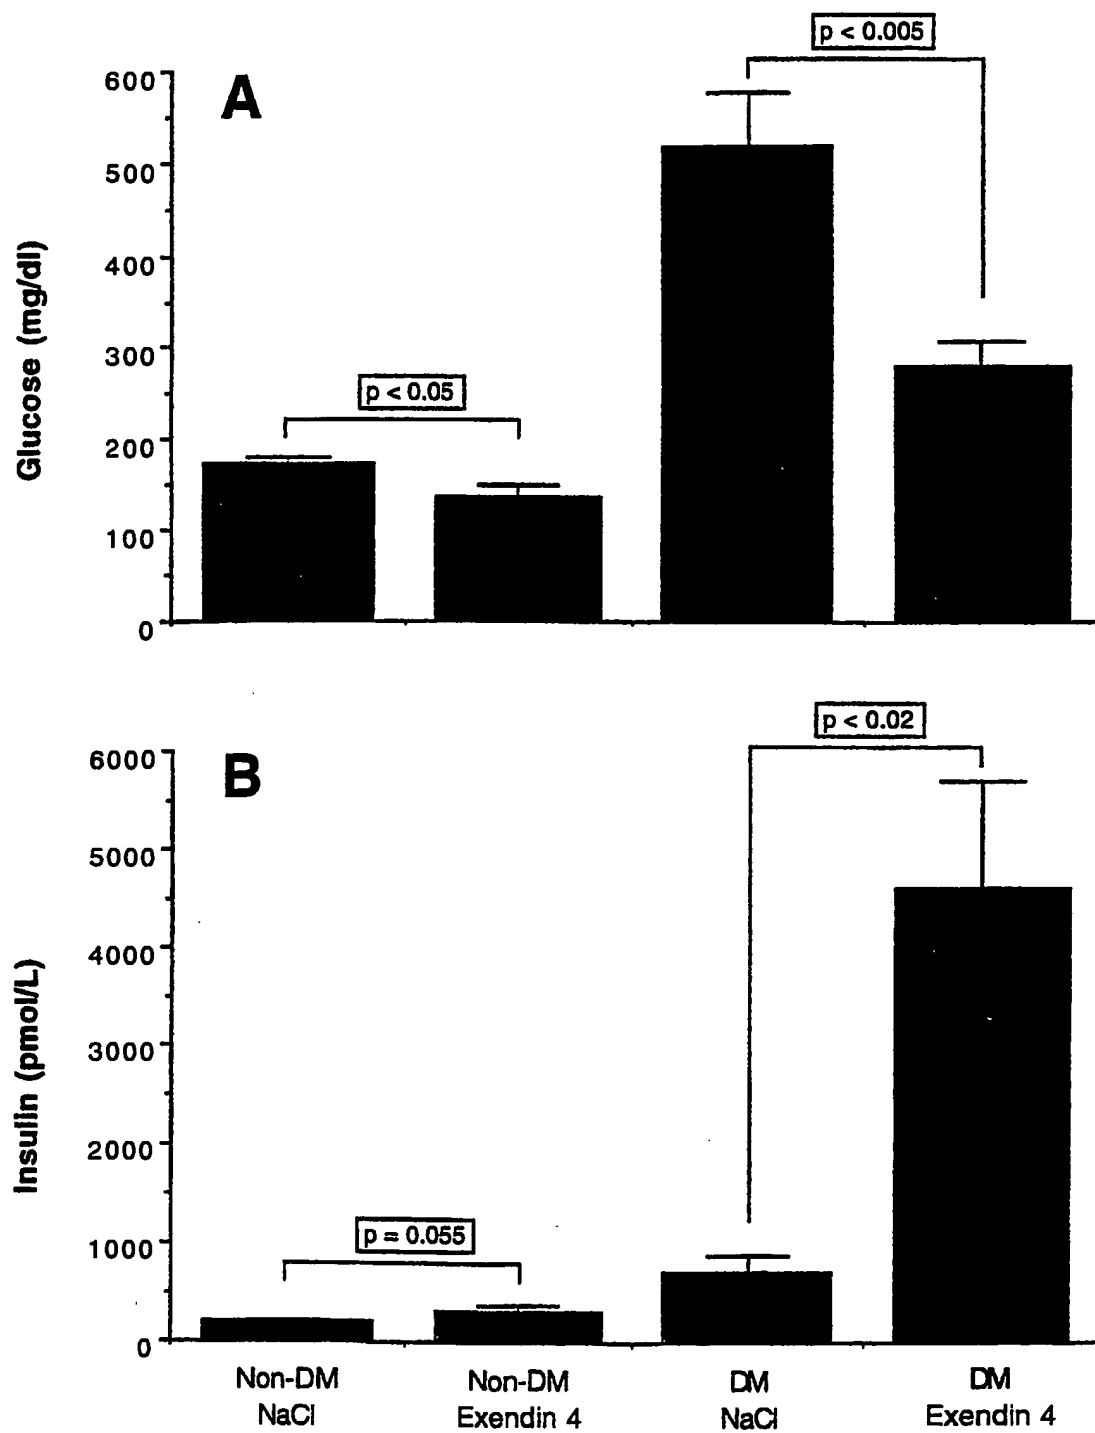 p < 0.005
A
600
500
400
300
200
100
0
Glucose (mg/dl)
p < 0.05
p < 0.02
B
6000
5000
4000
3000
2000
1000
0
Insulin (pmol/L)
p = 0.055
Non-DM
NaCl
Non-DM
Exendin 4
DM
NaCl
DM
Exendin 4